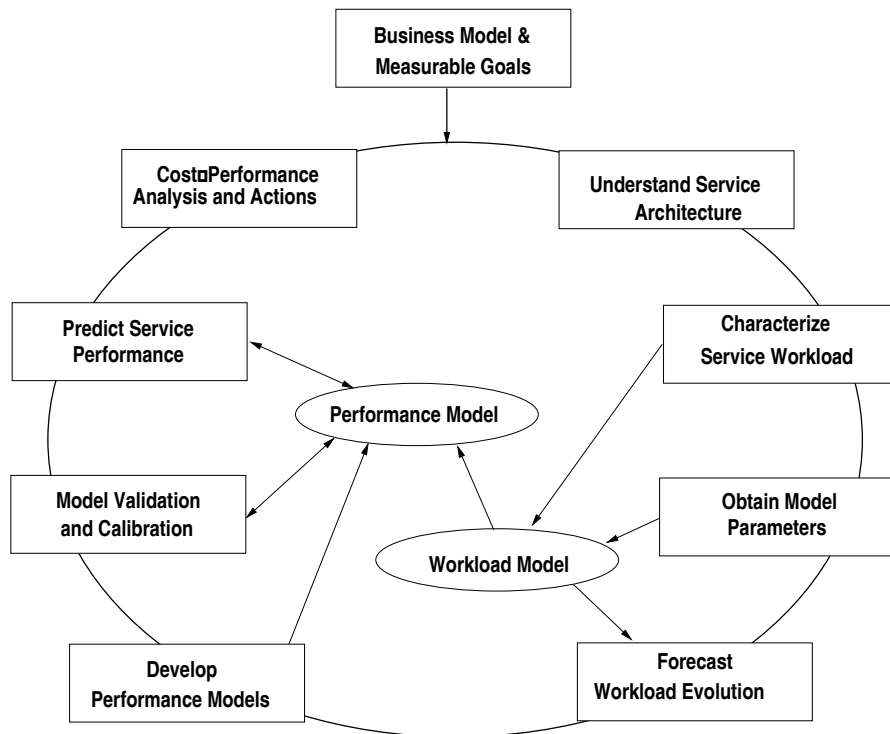 Business Model &
Measurable Goals
Cost¤Performance
Analysis and Actions
Understand Service
Architecture
Predict Service
Performance
Characterize
Service Workload
Performance Model
Model Validation
and Calibration
Obtain Model
Parameters
Workload Model
Develop
Performance Models
Forecast
Workload Evolution